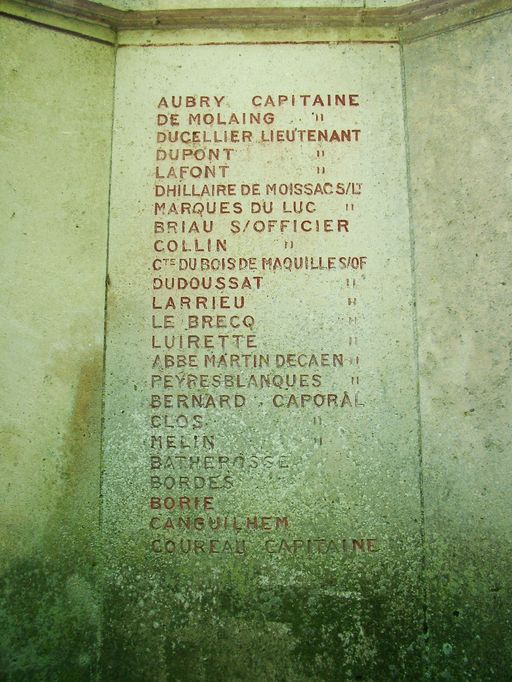 AUBRY CAPITAINE
DE MOLAING "
DUCELLIER LIEUTENANT
DUPONT "
LAFONT "
DHILLAIRE DE MOISSAC S/LT
MARQUES DU LUC "
BRIAU S/OFFICIER
COLLIN "
CTE DU BOIS DE MAQUILLE S/OF
DUDOUSSAT "
LARRIEU "
LE BRECQ "
LUIRETTE "
ABBE MARTIN DECAEN "
PEYRESBLANQUES "
BERNARD CAPORAL
CLOS "
MELIN "
BATHEROSSE
BORDES
BORIE
CANGUILHEM
COUREAU CAPITAINE